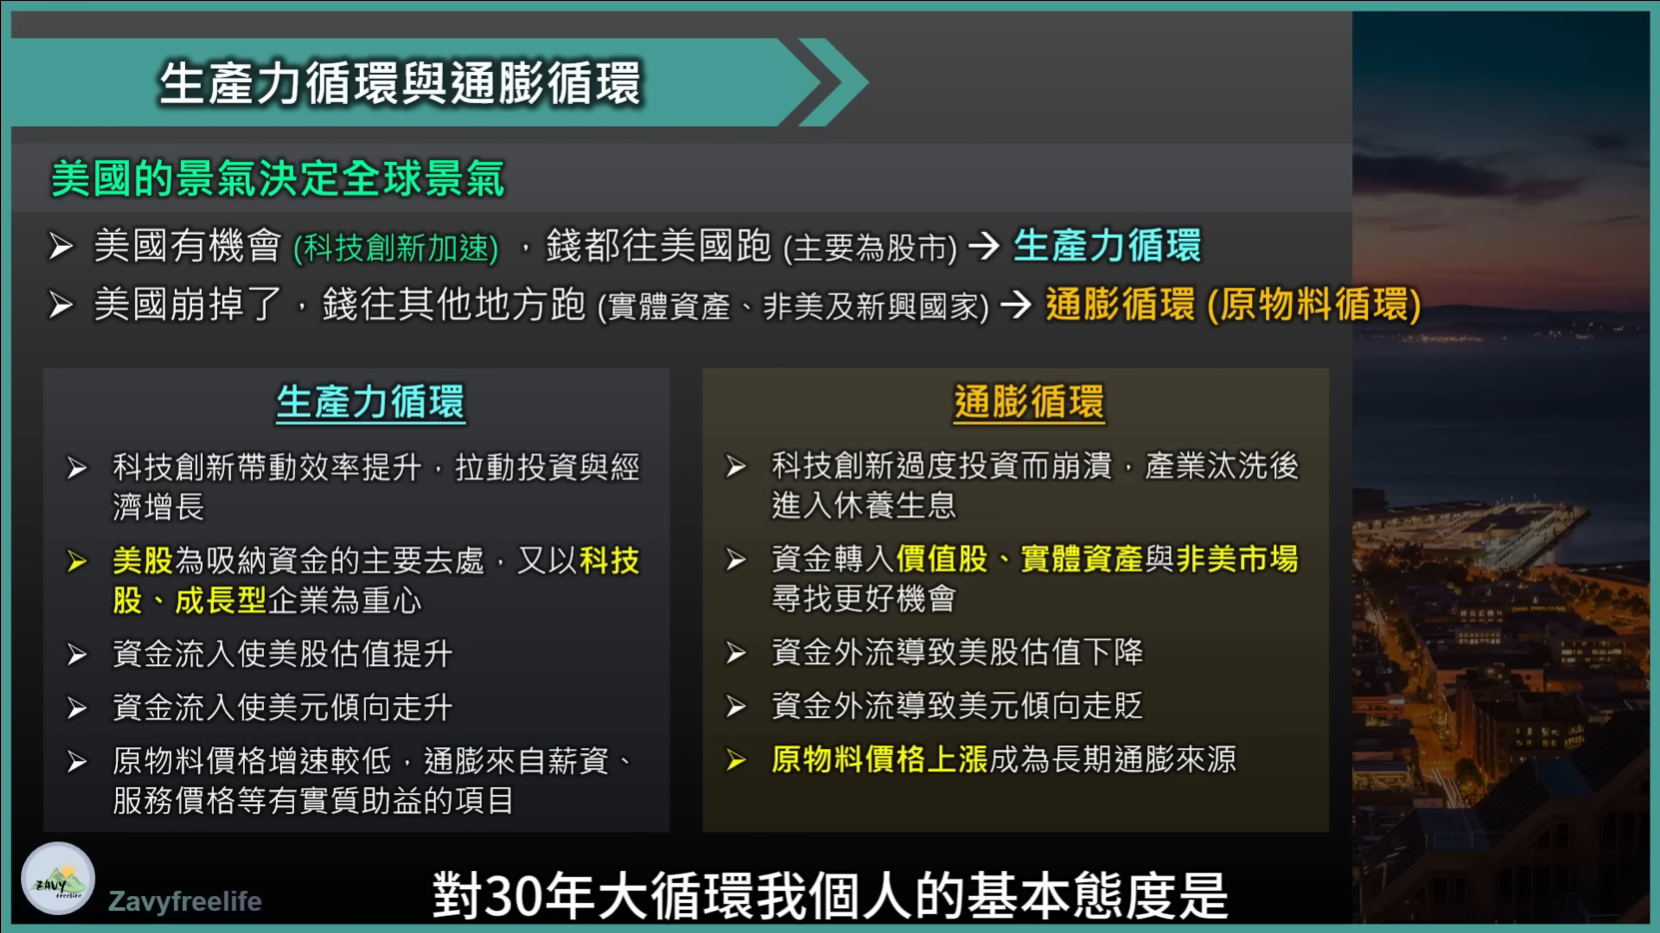 生產力循環與通膨循環
美國的景氣決定全球景氣
➢ 美國有機會 (科技創新加速) ，錢都往美國跑 (主要為股市) → 生產力循環
➢ 美國崩掉了，錢往其他地方跑 (實體資產、非美及新興國家) → 通膨循環 (原物料循環)
生產力循環
➢ 科技創新帶動效率提升，拉動投資與經
濟增長
➢ 美股為吸納資金的主要去處，又以科技
股、成長型企業為重心
➢ 資金流入使美股估值提升
➢ 資金流入使美元傾向走升
➢ 原物料價格增速較低，通膨來自薪資、
服務價格等有實質助益的項目
通膨循環
➢ 科技創新過度投資而崩潰，產業汰洗後
進入休養生息
➢ 資金轉入價值股、實體資產與非美市場
尋找更好機會
➢ 資金外流導致美股估值下降
➢ 資金外流導致美元傾向走貶
➢ 原物料價格上漲成為長期通膨來源
ZAVY
freelife
Zavyfreelife
對30年大循環我個人的基本態度是